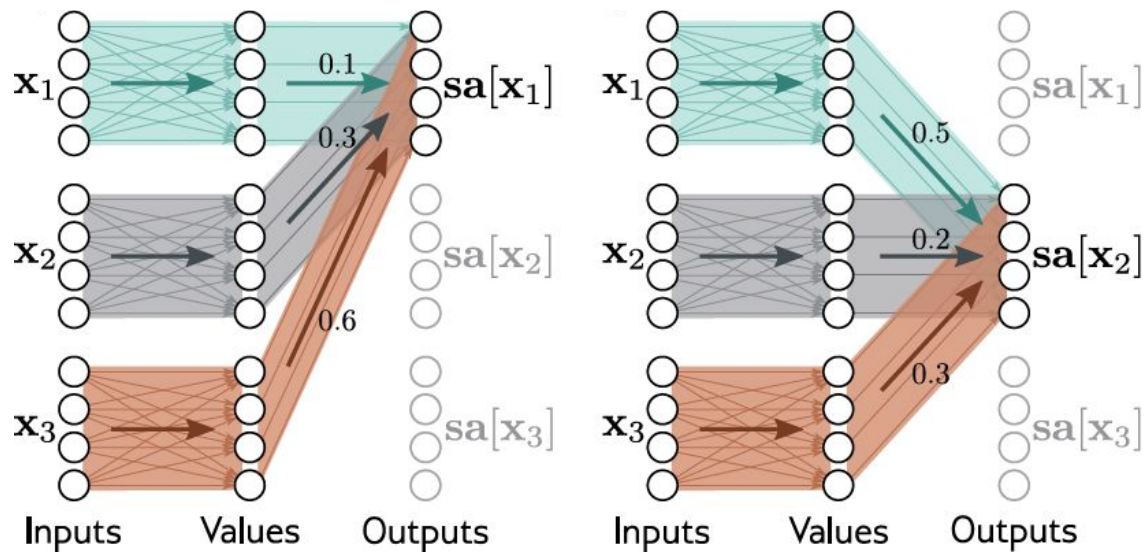 x1 0.1 sa[x1]
0.3
x2 sa[x2]
0.6
x3 sa[x3]
Inputs Values Outputs
x1 sa[x1]
0.5
x2 0.2 sa[x2]
0.3
x3 sa[x3]
Inputs Values Outputs